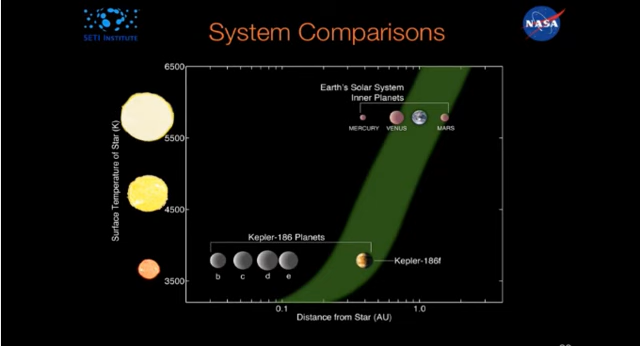 SETI INSTITUTE
System Comparisons
NASA
6500
5500
4500
3500
Surface Temperature of Star (K)
Earth's Solar System
Inner Planets
MERCURY VENUS MARS
Kepler-186 Planets
b c d e
Kepler-186f
0.1 1.0
Distance from Star (AU)